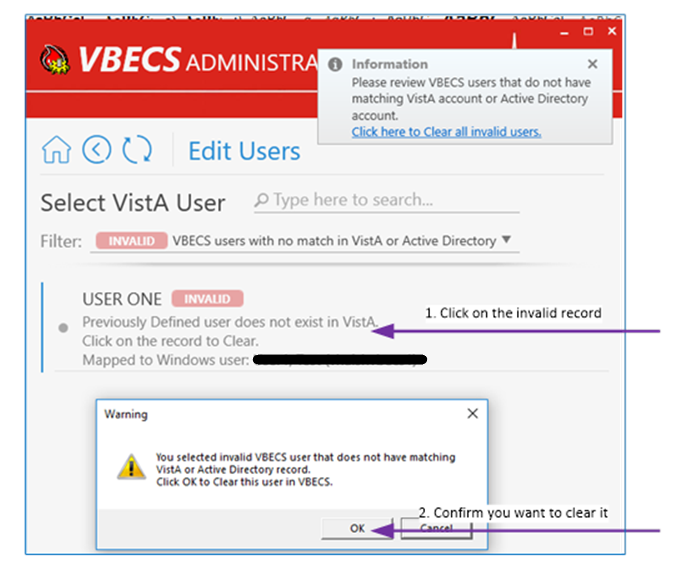 VBECS ADMINISTRA
Information
Please review VBECS users that do not have
matching VistA account or Active Directory
account.
Click here to Clear all invalid users.
Edit Users
Select VistA User
Type here to search...
Filter: INVALID VBECS users with no match in VistA or Active Directory
USER ONE INVALID
Previously Defined user does not exist in VistA.
Click on the record to Clear.
Mapped to Windows user:
1. Click on the invalid record
Warning
You selected invalid VBECS user that does not have matching
VistA or Active Directory record.
Click OK to Clear this user in VBECS.
2. Confirm you want to clear it
OK Cancel